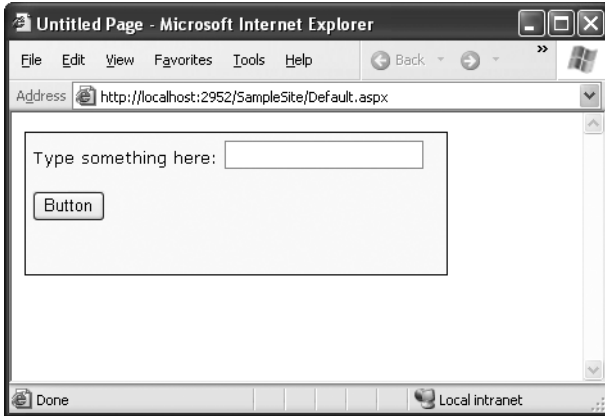 Untitled Page - Microsoft Internet Explorer
File Edit View Favorites Tools Help Back »
Address http://localhost:2952/SampleSite/Default.aspx
Type something here:
Button
Done Local intranet